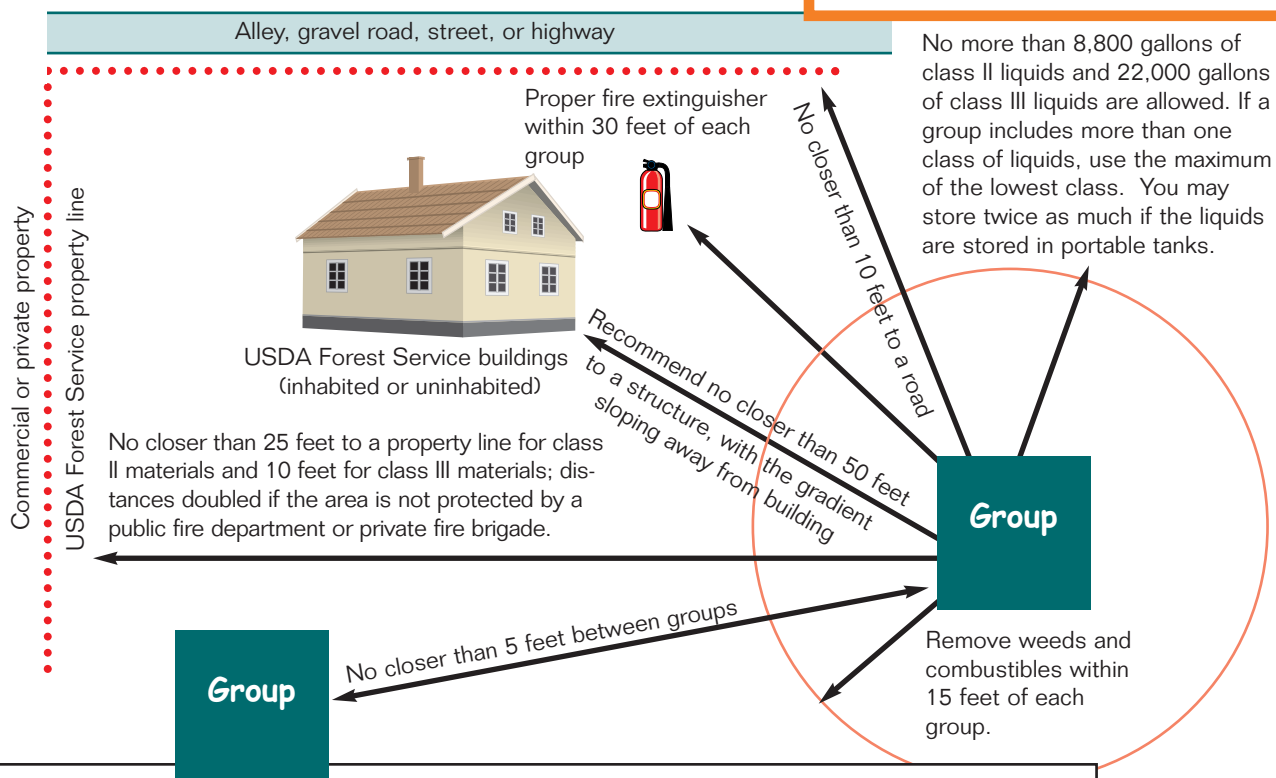 Alley, gravel road, street, or highway
No more than 8,800 gallons of
class II liquids and 22,000 gallons
of class III liquids are allowed. If a
group includes more than one
class of liquids, use the maximum
of the lowest class.  You may
store twice as much if the liquids
are stored in portable tanks.
Proper fire extinguisher
within 30 feet of each
group
No closer than 10 feet to a road
Commercial or private property
USDA Forest Service property line
USDA Forest Service buildings
(inhabited or uninhabited)
Recommend no closer than 50 feet
to a structure, with the gradient
sloping away from building
No closer than 25 feet to a property line for class
II materials and 10 feet for class III materials; dis-
tances doubled if the area is not protected by a
public fire department or private fire brigade.
Group
No closer than 5 feet between groups
Group
Remove weeds and
combustibles within
15 feet of each
group.